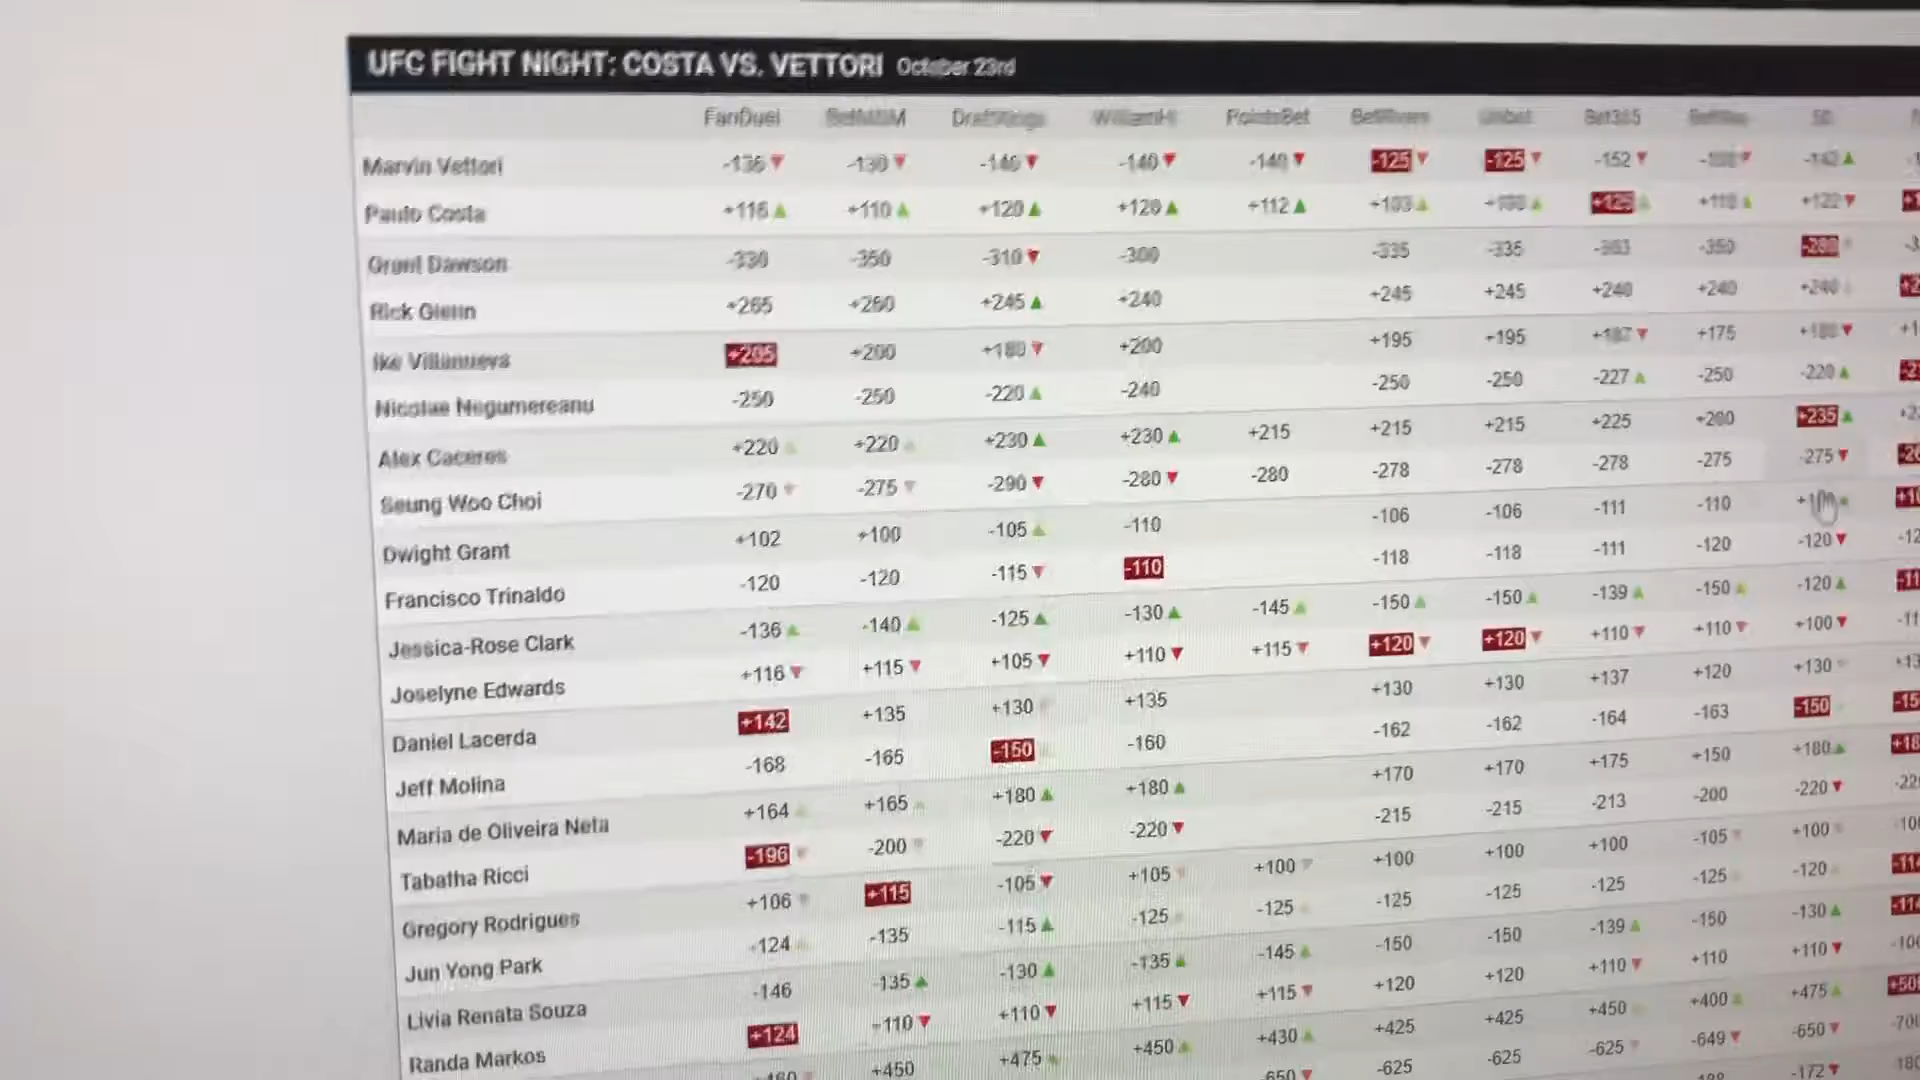 UFC FIGHT NIGHT: COSTA VS. VETTORI October 23rd
FanDuel BetMGM DraftKings WilliamH PointsBet BetRivers Unibet Bet365
Marvin Vettori -130 -140 -140 -140 -125 -125 -152
Paulo Costa +116 +110 +120 +120 +112 +125
Grant Dawson -330 -350 -310 -300 -335 -335 -350 -280
Rick Glenn +265 +260 +245 +240 +245 +245 +240 +240 +240
Ike Villanueva +205 +200 +180 +200 +195 +195 +187 +175
Nicolae Negumereanu -250 -250 -220 -240 -250 -250 -227 -250 -220
Alex Caceres +220 +220 +230 +230 +215 +215 +215 +225 +200 +235
Seung Woo Choi -270 -275 -290 -280 -280 -278 -278 -278 -275 -275
Dwight Grant +102 +100 -105 -110 -106 -106 -111 -110
Francisco Trinaldo -120 -120 -115 -110 -118 -118 -111 -120 -120
Jessica-Rose Clark -136 -140 -125 -130 -145 -150 -150 -139 -150 -120
Joselyne Edwards +116 +115 +105 +110 +115 +120 +120 +110 +110 +100
Daniel Lacerda +142 +135 +130 +135 +130 +130 +137 +120 +130
Jeff Molina -168 -165 -150 -160 -162 -162 -164 -163 -150
Maria de Oliveira Neta +164 +165 +180 +180 +170 +170 +175 +150 +180
Tabatha Ricci -196 -200 -220 -220 -215 -215 -213 -200 -220
Gregory Rodrigues +106 +115 -105 +105 +100 +100 +100 +100 -105 +100
Jun Yong Park -124 -135 -115 -125 -125 -125 -125 -125 -125 -120
Livia Renata Souza -146 -135 -130 -135 -145 -150 -150 -139 -150 -130
Randa Markos +124 +110 +110 +115 +115 +120 +120 +110 +110 +110
+450 +475 +450 +430 +425 +425 +450 +400 +475
-650 -625 -625 -625 -649 -650
-172